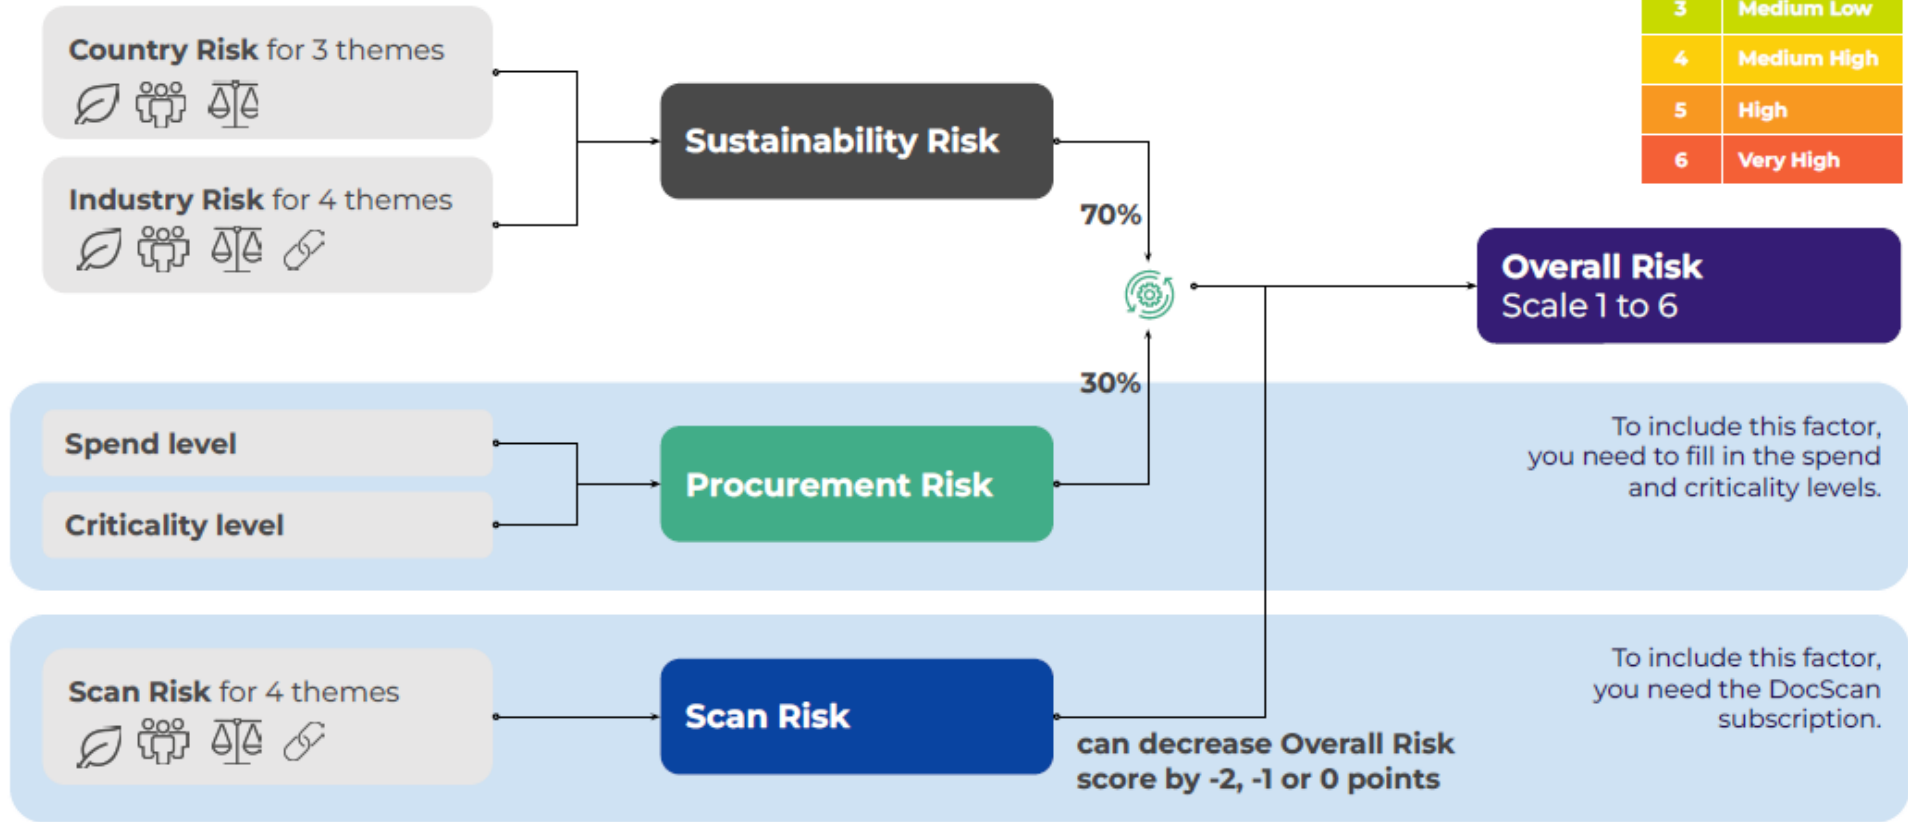 Country Risk for 3 themes
Industry Risk for 4 themes
Sustainability Risk
70%
3 Medium Low
4 Medium High
5 High
6 Very High
Overall Risk
Scale 1 to 6
30%
Spend level
Criticality level
Procurement Risk
To include this factor,
you need to fill in the spend
and criticality levels.
Scan Risk for 4 themes
Scan Risk
can decrease Overall Risk
score by -2, -1 or 0 points
To include this factor,
you need the DocScan
subscription.